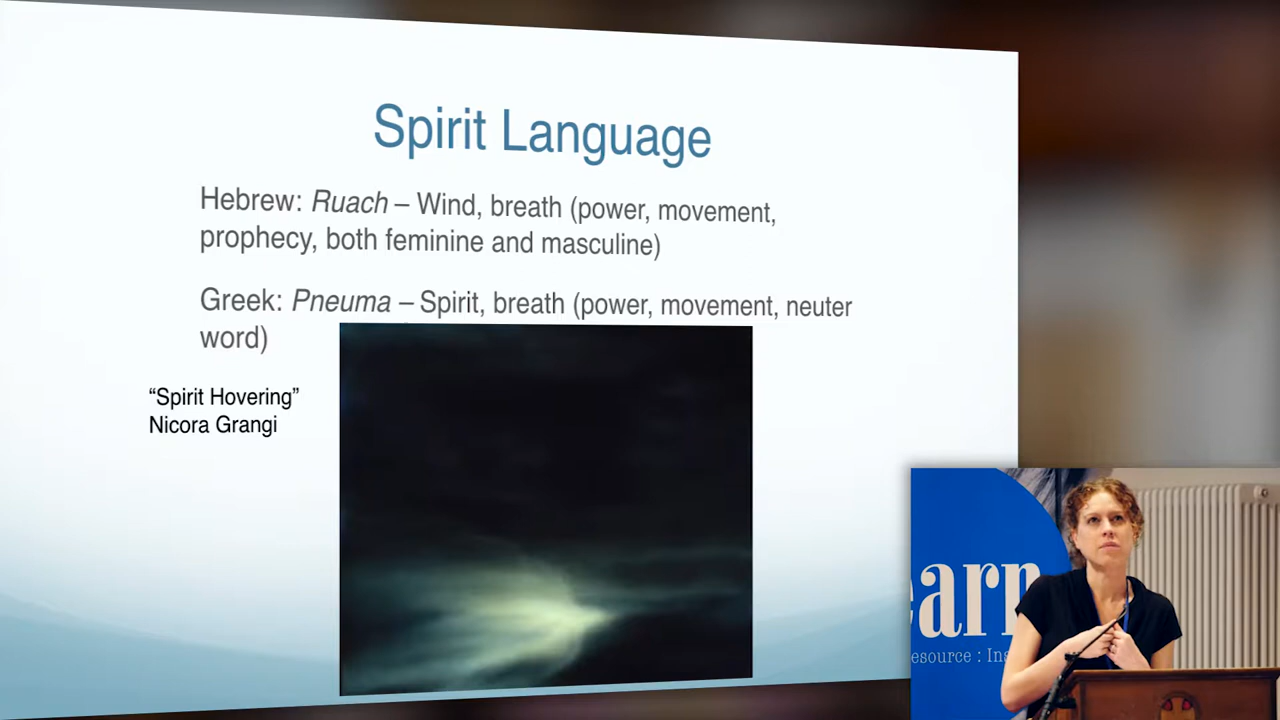 Spirit Language
Hebrew: Ruach – Wind, breath (power, movement,
prophecy, both feminine and masculine)
Greek: Pneuma – Spirit, breath (power, movement, neuter
word)
“Spirit Hovering”
Nicora Grangi
earn
esource : Ins